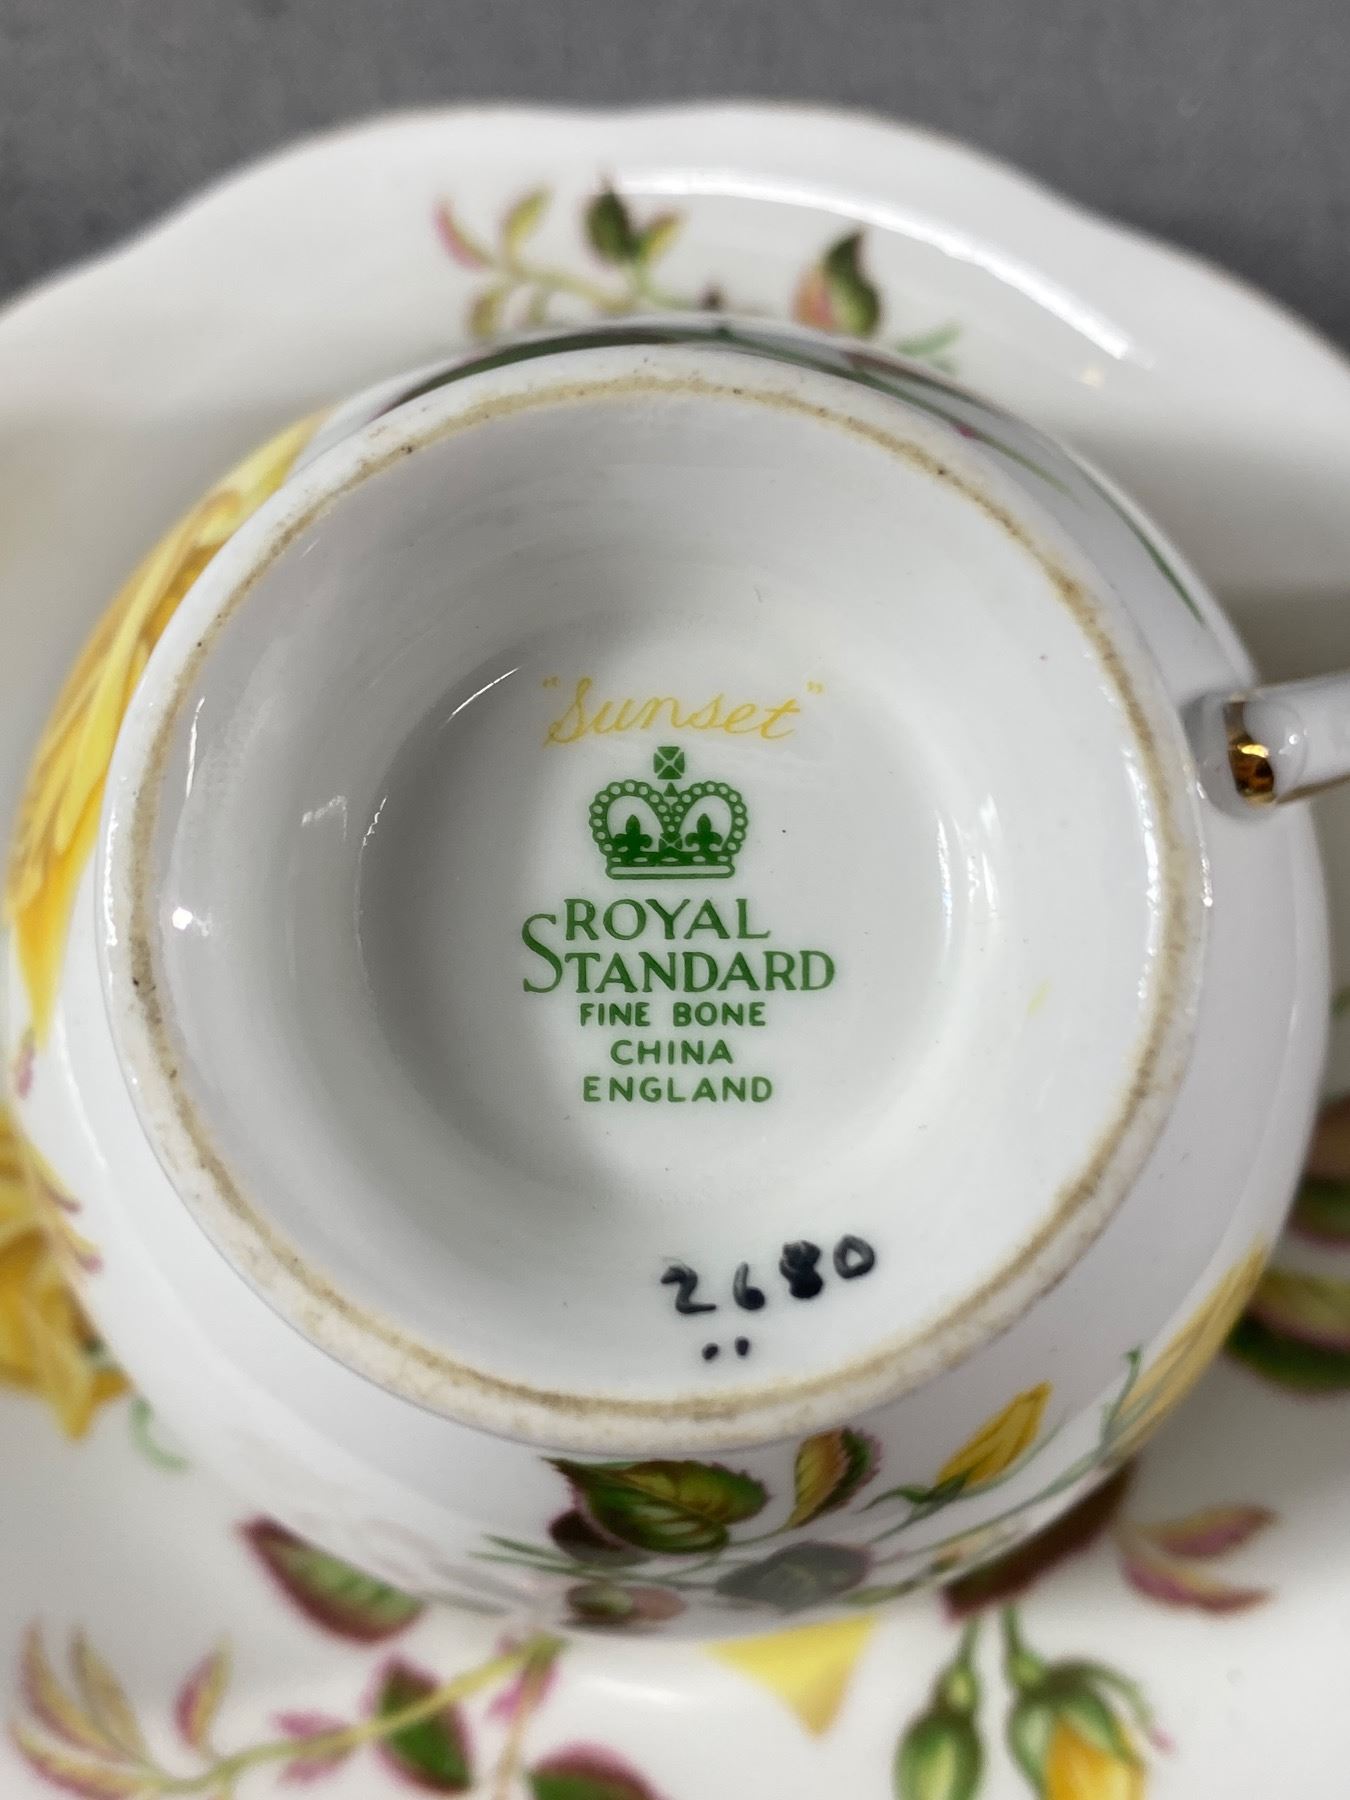 "Sunset"
ROYAL
STANDARD
FINE BONE
CHINA
ENGLAND
2680